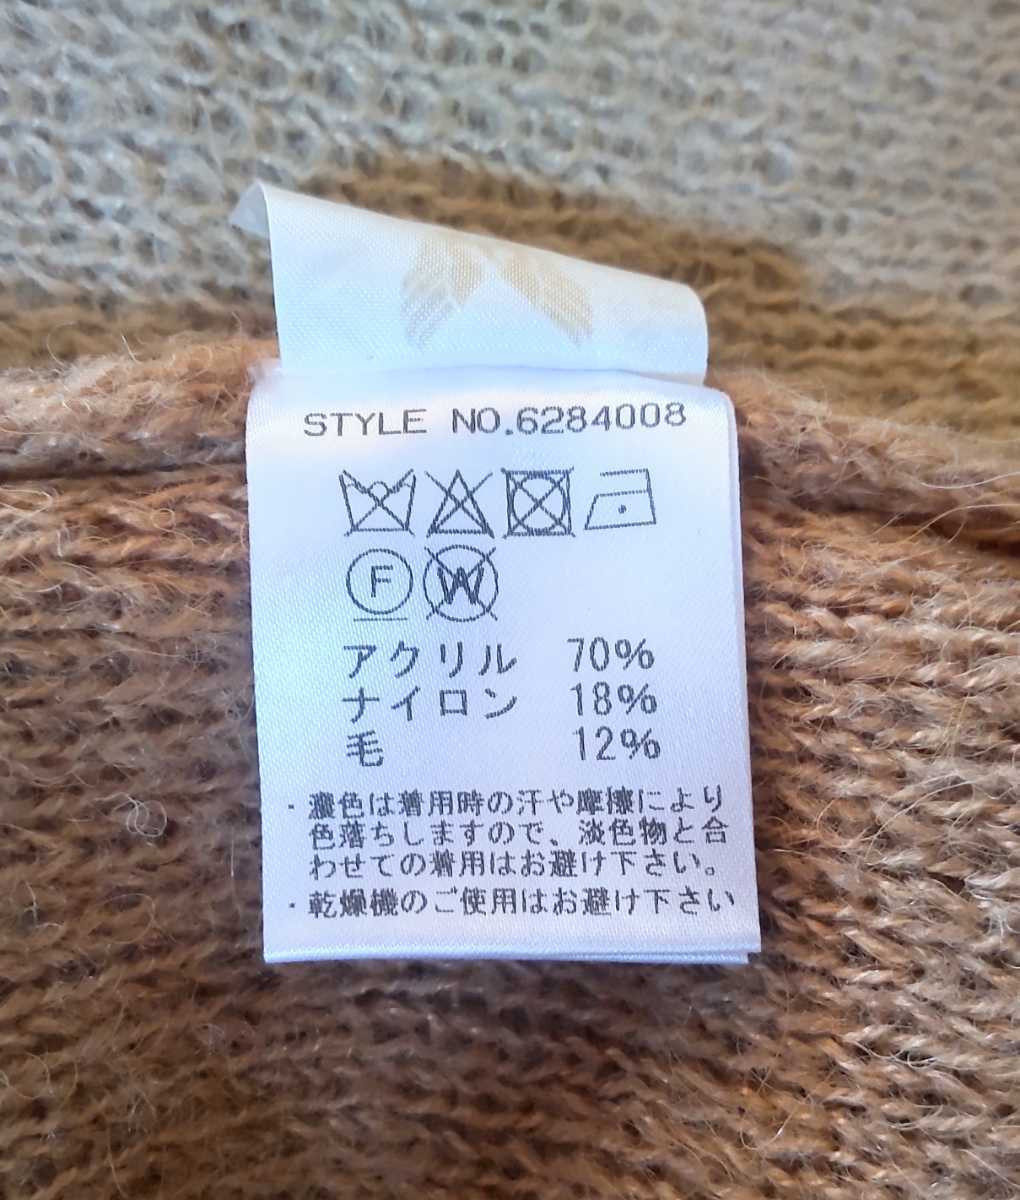 STYLE NO.6284008
F
W
アクリル 70%
ナイロン 18%
毛 12%
・濃色は着用時の汗や摩擦により
色落ちしますので、淡色物と合
わせての着用はお避け下さい。
・乾燥機のご使用はお避け下さい